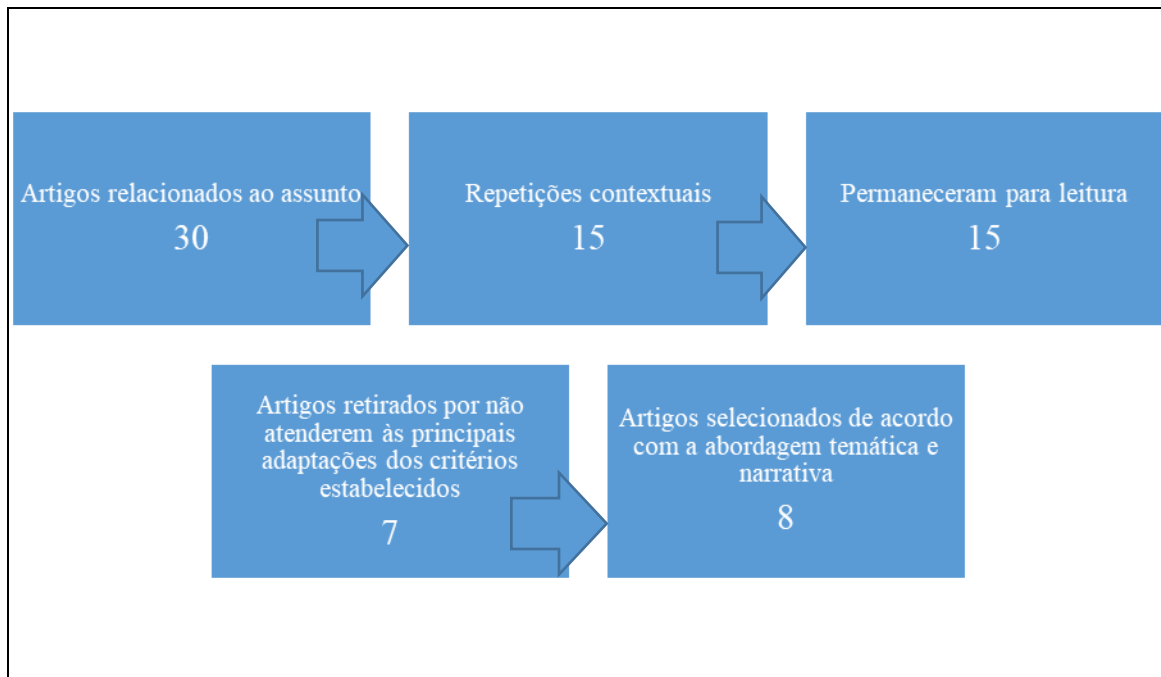 Artigos relacionados ao assunto
30
Repetições contextuais
15
Permaneceram para leitura
15
Artigos retirados por não
atenderem às principais
adaptações dos critérios
estabelecidos
7
Artigos selecionados de acordo
com a abordagem temática e
narrativa
8